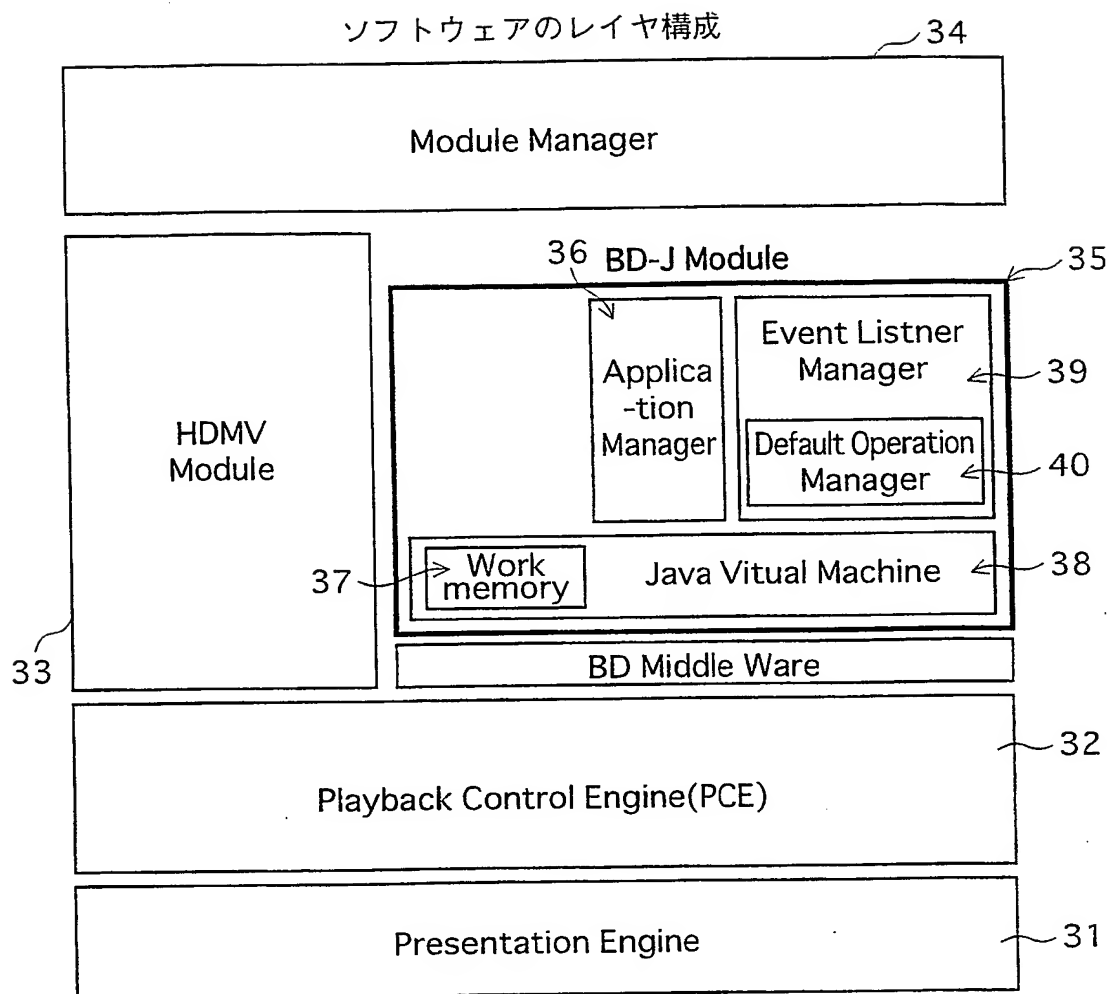 ソフトウェアのレイヤ構成
34
Module Manager
36
BD-J Module
35
Applica
-tion
Manager
Event Listner
Manager
39
HDMV
Module
Default Operation
Manager
40
37
Work
memory
Java Vitual Machine
38
33
BD Middle Ware
32
Playback Control Engine(PCE)
Presentation Engine
31